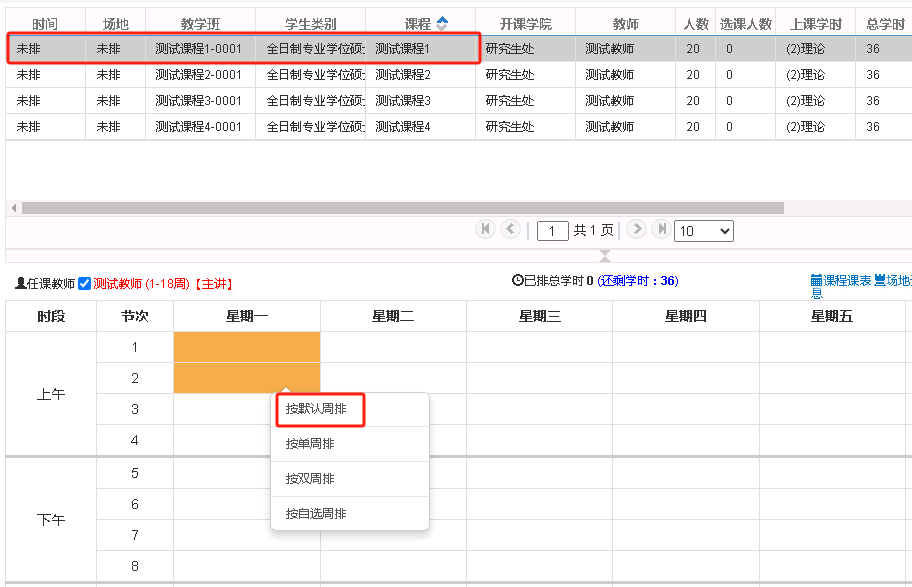 时间 场地 教学班 学生类别 课程 开课学院 教师 人数 选课人数 上课学时 总学时
未排 未排 测试课程1-0001 全日制专业学位硕士 测试课程1 研究生处 测试教师 20 0 (2)理论 36
未排 未排 测试课程2-0001 全日制专业学位硕士 测试课程2 研究生处 测试教师 20 0 (2)理论 36
未排 未排 测试课程3-0001 全日制专业学位硕士 测试课程3 研究生处 测试教师 20 0 (2)理论 36
未排 未排 测试课程4-0001 全日制专业学位硕士 测试课程4 研究生处 测试教师 20 0 (2)理论 36
1 共 1 页 10
任课教师 测试教师 (1-18周)【主讲】 已排总学时 0 (还剩学时:36) 课程课表 场地
息
时段 节次 星期一 星期二 星期三 星期四 星期五
上午
1
2
3
4
按默认周排
按单周排
按双周排
按自选周排
下午
5
6
7
8